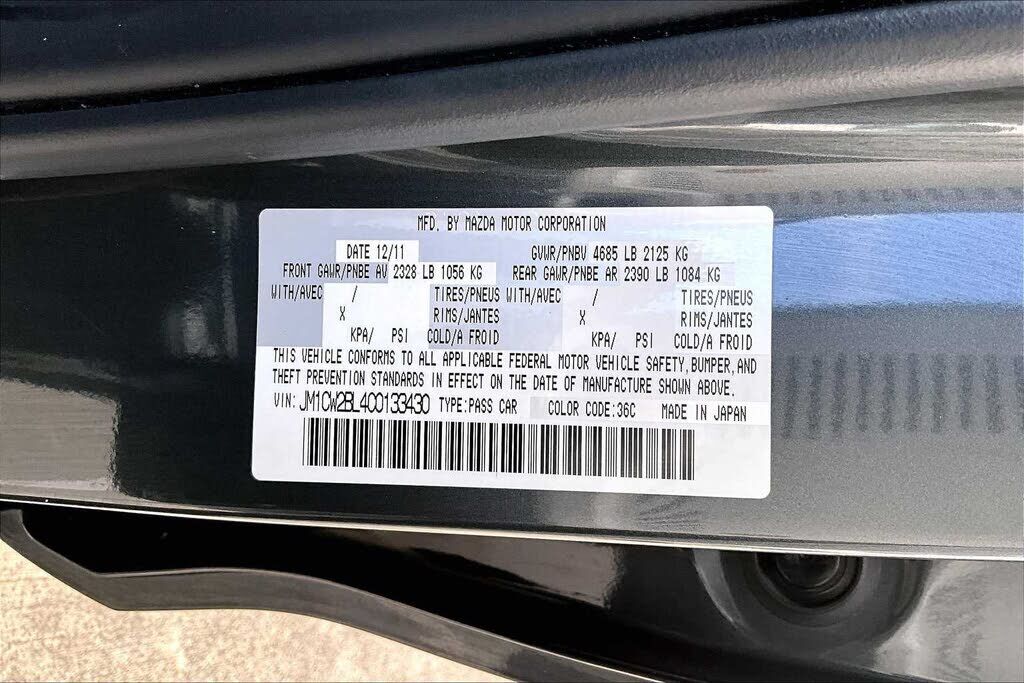 MFD. BY MAZDA MOTOR CORPORATION
DATE 12/11 GVWR/PNBV 4685 LB 2125 KG
FRONT GAWR/PNBE AV 2328 LB 1056 KG REAR GAWR/PNBE AR 2390 LB 1084 KG
WITH/AVEC / TIRES/PNEUS WITH/AVEC / TIRES/PNEUS
X RIMS/JANTES X RIMS/JANTES
KPA/ PSI COLD/A FROID KPA/ PSI COLD/A FROID
THIS VEHICLE CONFORMS TO ALL APPLICABLE FEDERAL MOTOR VEHICLE SAFETY,BUMPER,AND
THEFT PREVENTION STANDARDS IN EFFECT ON THE DATE OF MANUFACTURE SHOWN ABOVE.
VIN: JM1CW2BL4C0133430 TYPE:PASS CAR COLOR CODE:36C MADE IN JAPAN